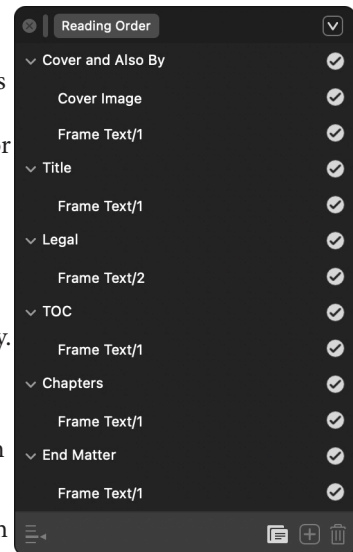 Reading Order
Cover and Also By
Cover Image
Frame Text/1
Title
Frame Text/1
Legal
Frame Text/2
TOC
Frame Text/1
Chapters
Frame Text/1
End Matter
Frame Text/1